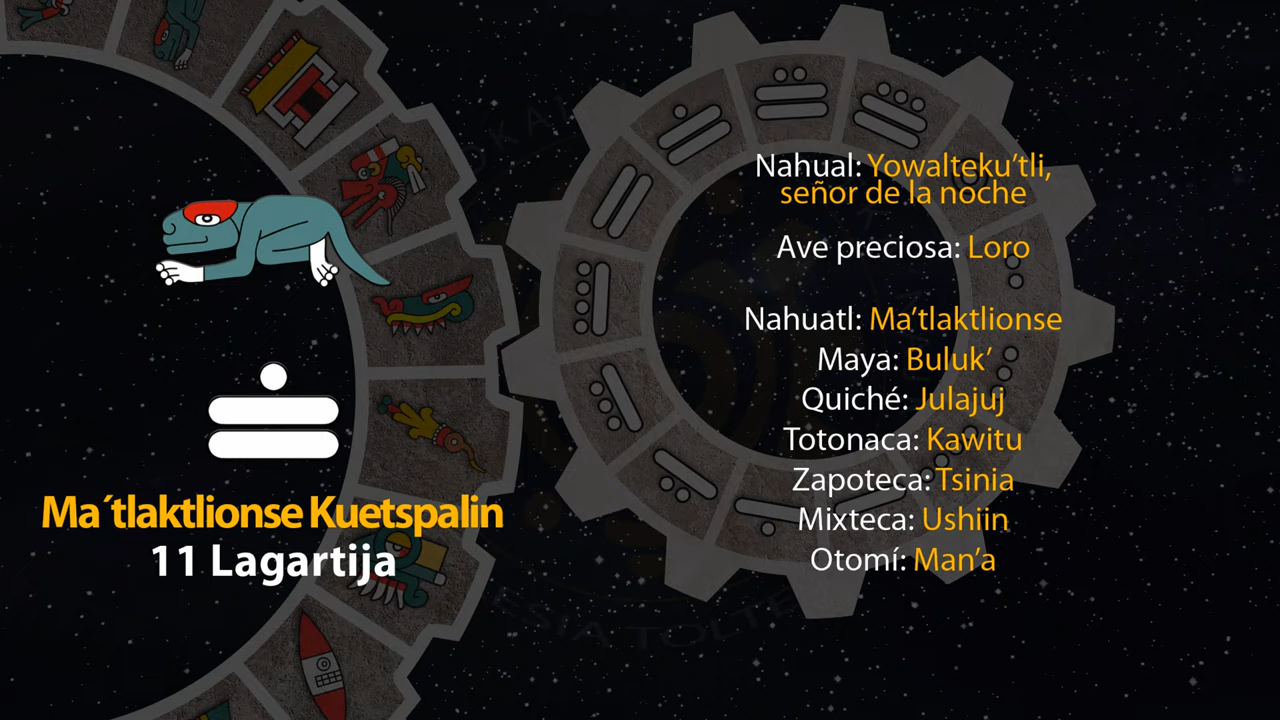 Ma´tlaktlionse Kuetspalin
11 Lagartija
Nahual: Yowalteku’tli,
señor de la noche
Ave preciosa: Loro
Nahuatl: Ma’tlaktlionse
Maya: Buluk’
Quiché: Julajuj
Totonaca: Kawitu
Zapoteca: Tsinia
Mixteca: Ushiin
Otomí: Man’a